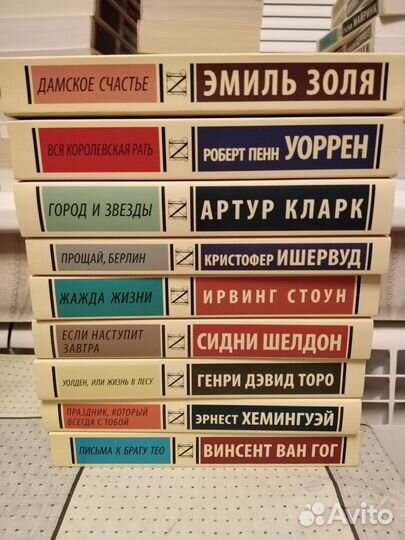 ДАМСКОЕ СЧАСТЬЕ ЭМИЛЬ ЗОЛЯ
ВСЯ КОРОЛЕВСКАЯ РАТЬ РОБЕРТ ПЕНН УОРРЕН
ГОРОД И ЗВЕЗДЫ АРТУР КЛАРК
ПРОЩАЙ, БЕРЛИН КРИСТОФЕР ИШЕРВУД
ЖАЖДА ЖИЗНИ ИРВИНГ СТОУН
ЕСЛИ НАСТУПИТ
ЗАВТРА
СИДНИ ШЕЛДОН
УОЛДЕН, ИЛИ ЖИЗНЬ В ЛЕСУ ГЕНРИ ДЭВИД ТОРО
ПРАЗДНИК, КОТОРЫЙ
ВСЕГДА С ТОБОЙ
ЭРНЕСТ ХЕМИНГУЭЙ
ПИСЬМА К БРАТУ ТЕО ВИНСЕНТ ВАН ГОГ
Avito